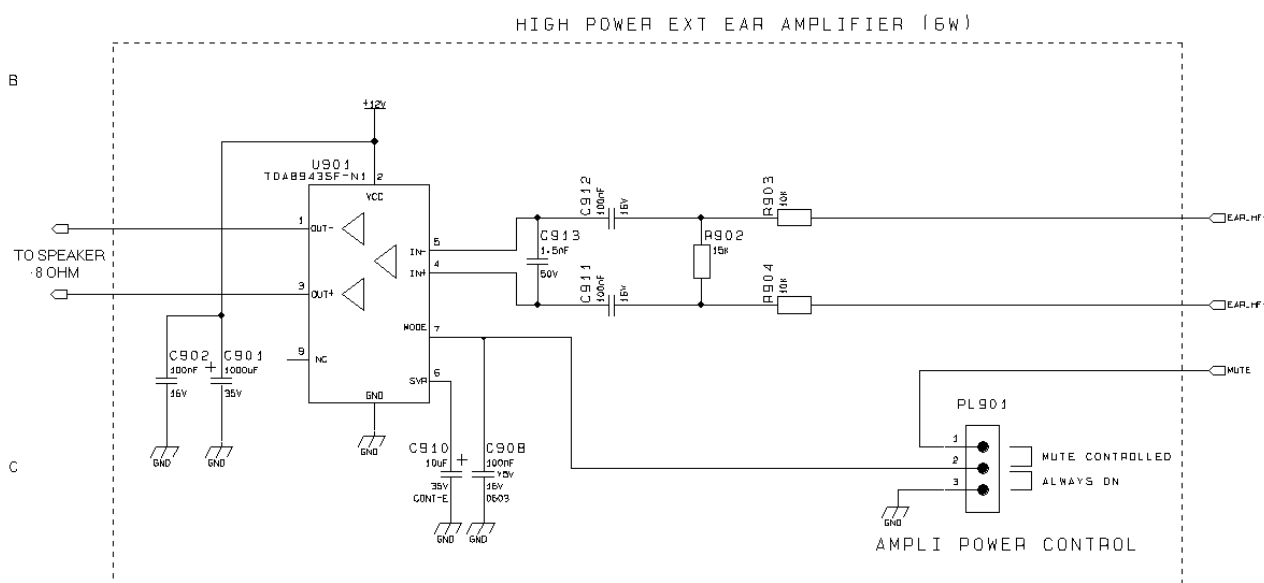 HIGH POWER EXT EAR AMPLIFIER (6W)
B
+12V
U901
TDA8943SF-N1
2
VCC
1
OUT-
TO SPEAKER
8 OHM
3
OUT+
5
IN-
4
IN+
MODE
7
9
NC
SVR
6
GND
GND
C912
100nF
16V
C913
1.5nF
50V
C911
100nF
16V
R902
15K
R903
10K
R904
10K
EAR_HF
EAR_HF
MUTE
C902
100nF
16V
GND
C901
+
1000uF
35V
GND
C910
+
10uF
35V
CONT-E
GND
C908
100nF
Y5V
16V
0603
GND
PL901
1
2
3
MUTE CONTROLLED
ALWAYS ON
GND
AMPLI POWER CONTROL
C